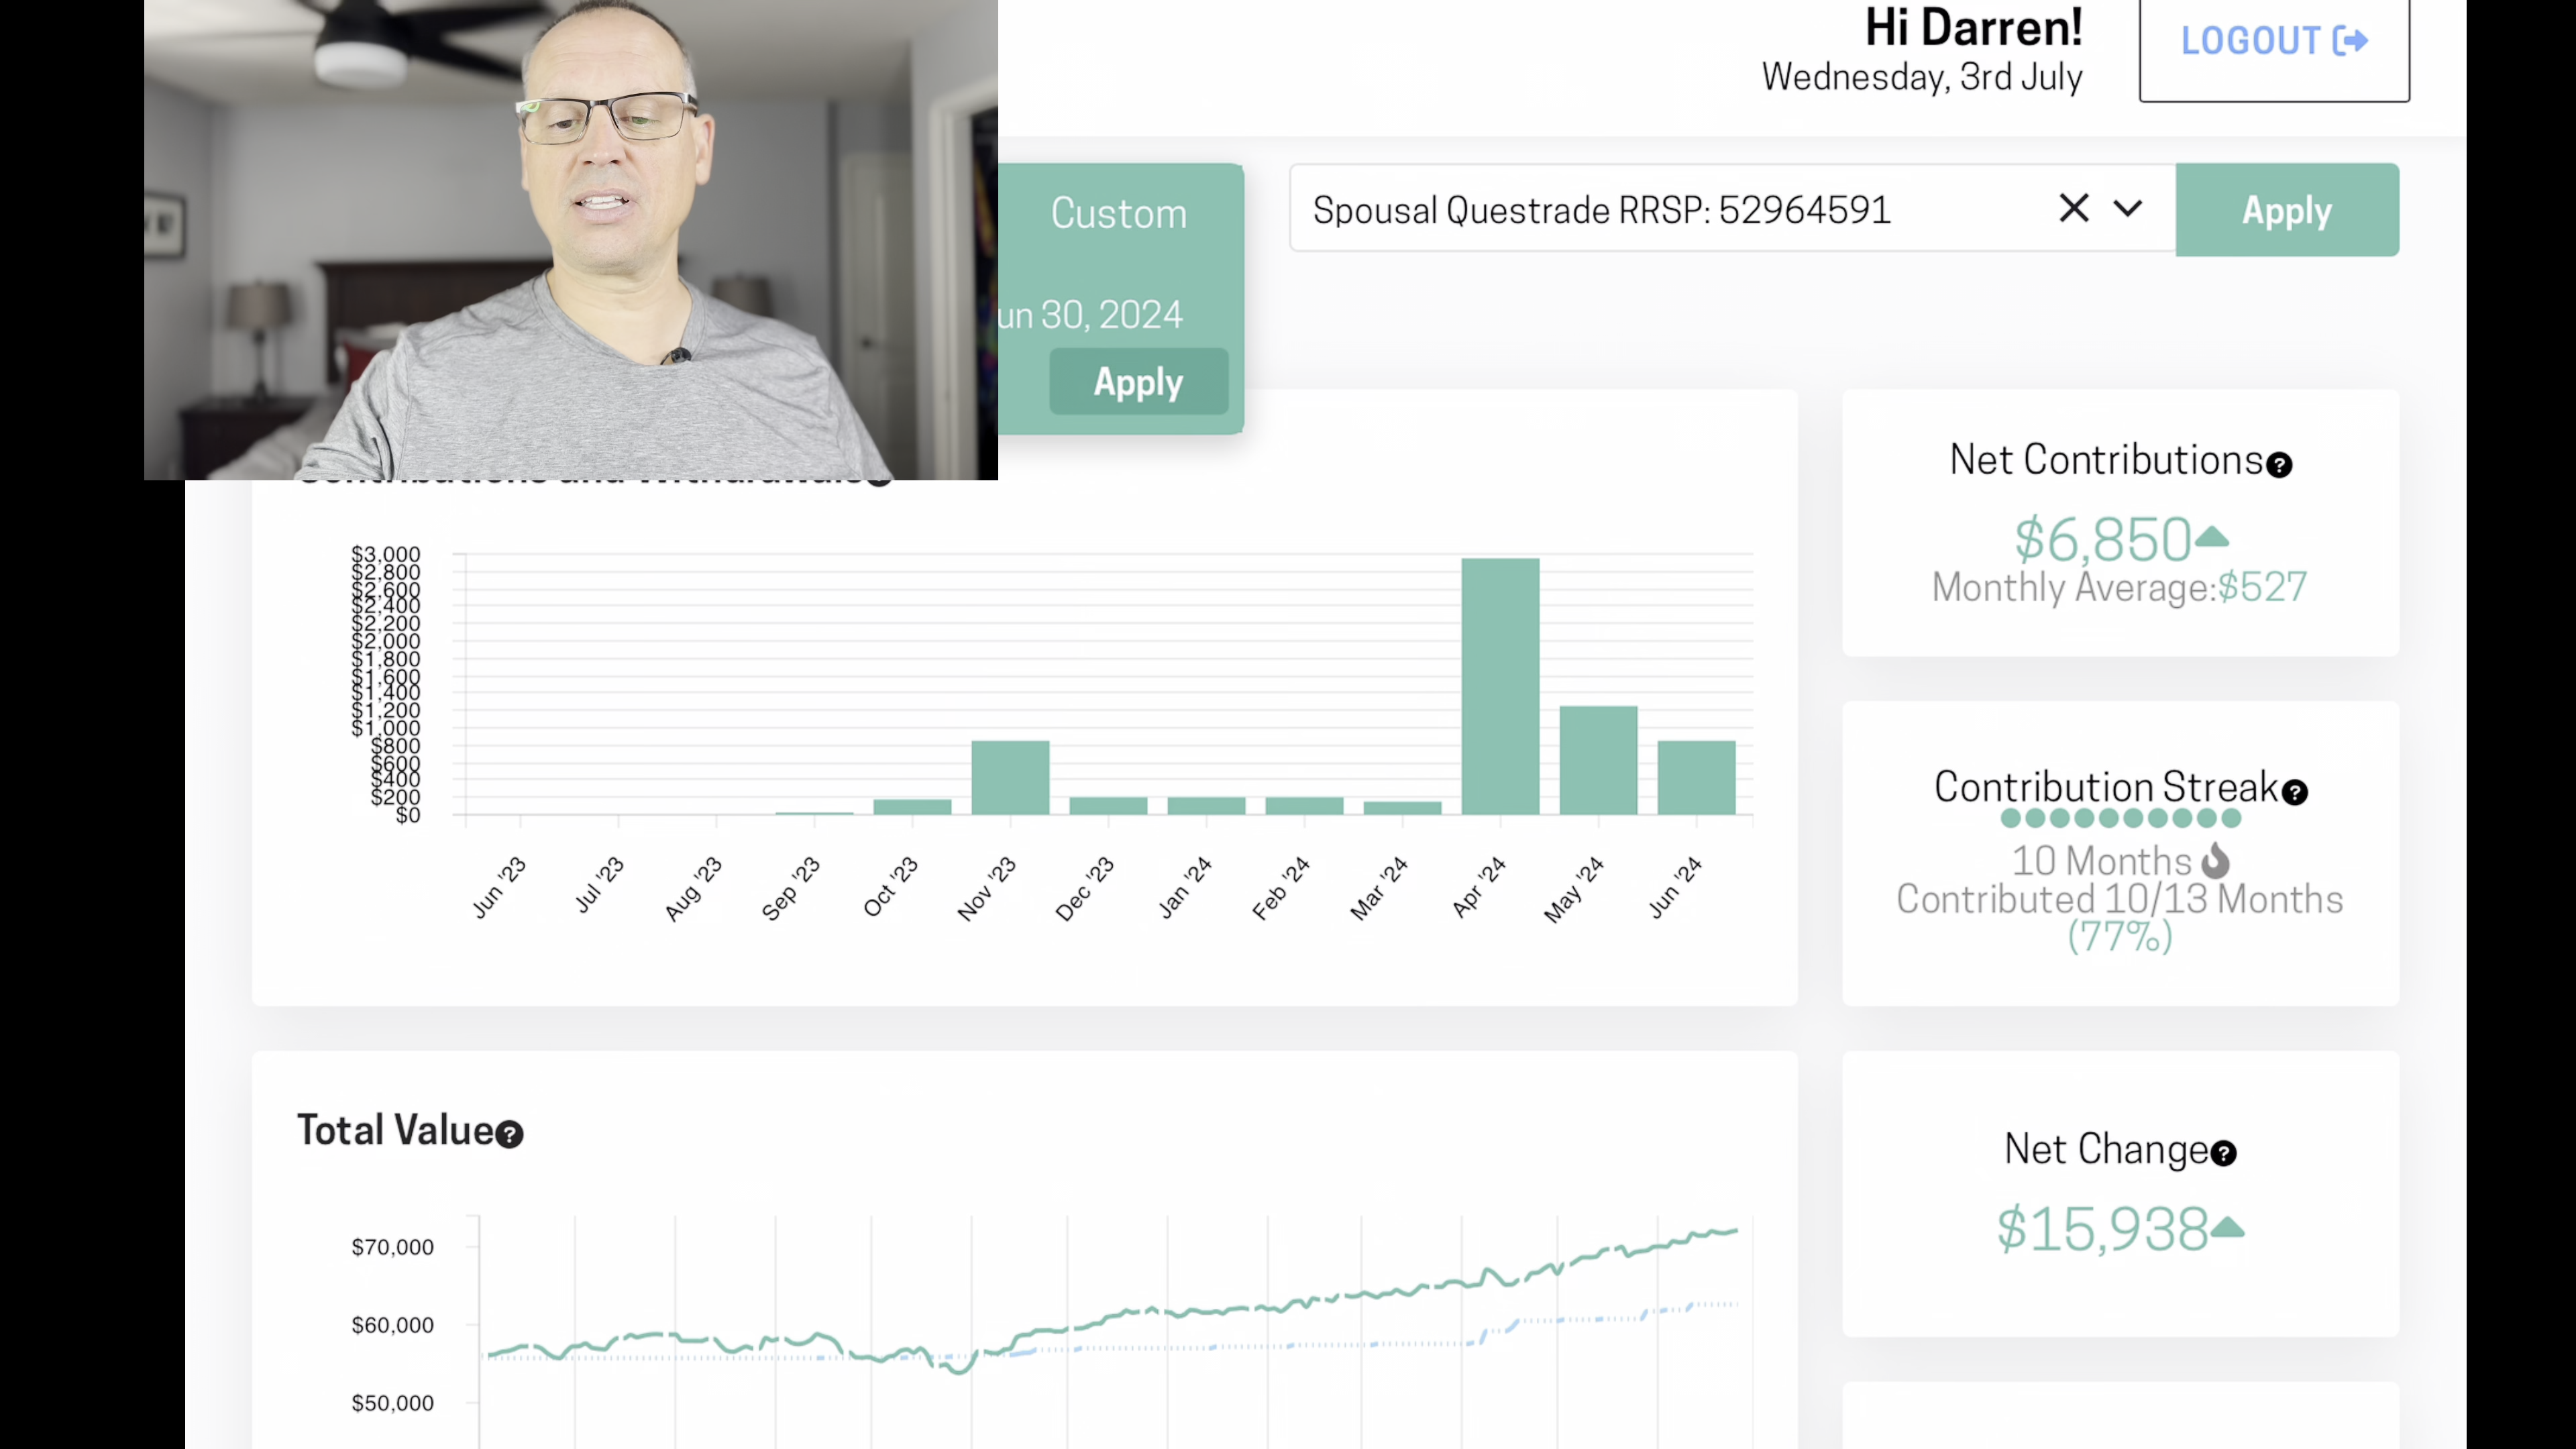 Hi Darren!
Wednesday, 3rd July
LOGOUT
Custom
Spousal Questrade RRSP: 52964591
Apply
un 30, 2024
Apply
Contributions and Withdrawals
$3,000
$2,800
$2,600
$2,400
$2,200
$2,000
$1,800
$1,600
$1,400
$1,200
$1,000
$800
$600
$400
$200
$0
Jun '23
Jul '23
Aug '23
Sep '23
Oct '23
Nov '23
Dec '23
Jan '24
Feb '24
Mar '24
Apr '24
May '24
Jun '24
Net Contributions?
$6,850
Monthly Average:$527
Contribution Streak?
10 Months
Contributed 10/13 Months
(77%)
Total Value?
$70,000
$60,000
$50,000
Net Change?
$15,938